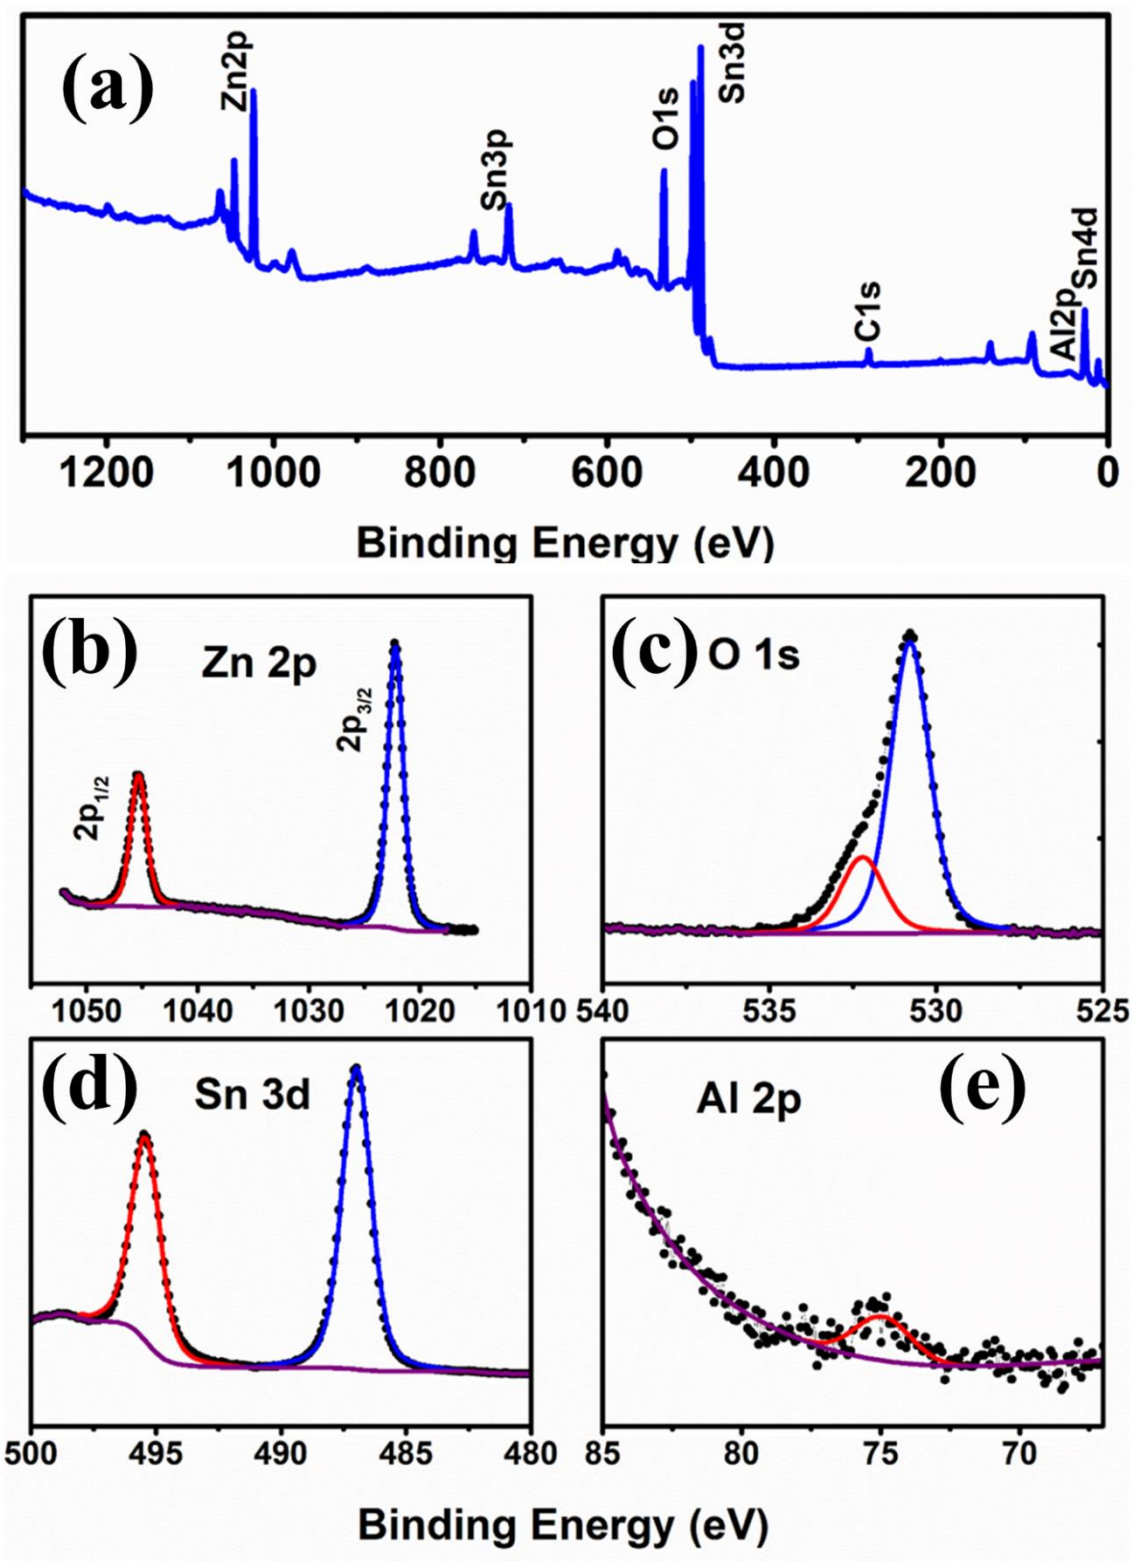 (a)
Zn2p
Sn3p
O1s
Sn3d
C1s
Al2p
Sn4d
1200 1000 800 600 400 200 0
Binding Energy (eV)
(b)
Zn 2p
2p1/2
2p3/2
1050 1040 1030 1020 1010
(c) O 1s
540 535 530 525
(d)
Sn 3d
500 495 490 485 480
Al 2p
(e)
85 80 75 70
Binding Energy (eV)